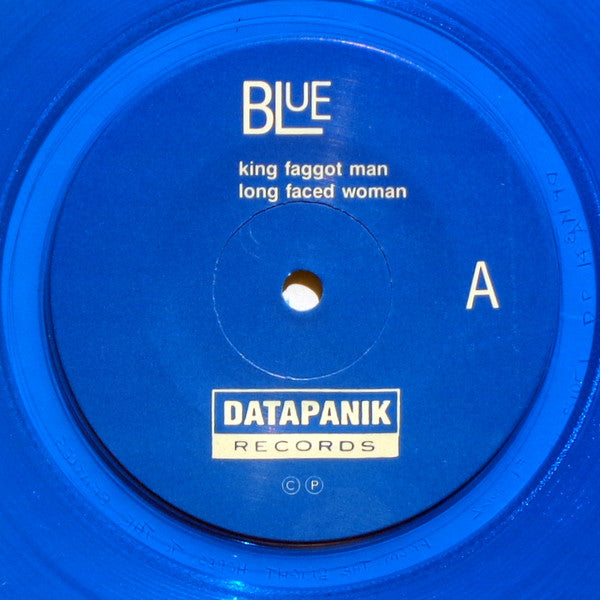 BLUE
king faggot man
long faced woman
A
DATAPANIK
RECORDS
Ⓒ Ⓟ